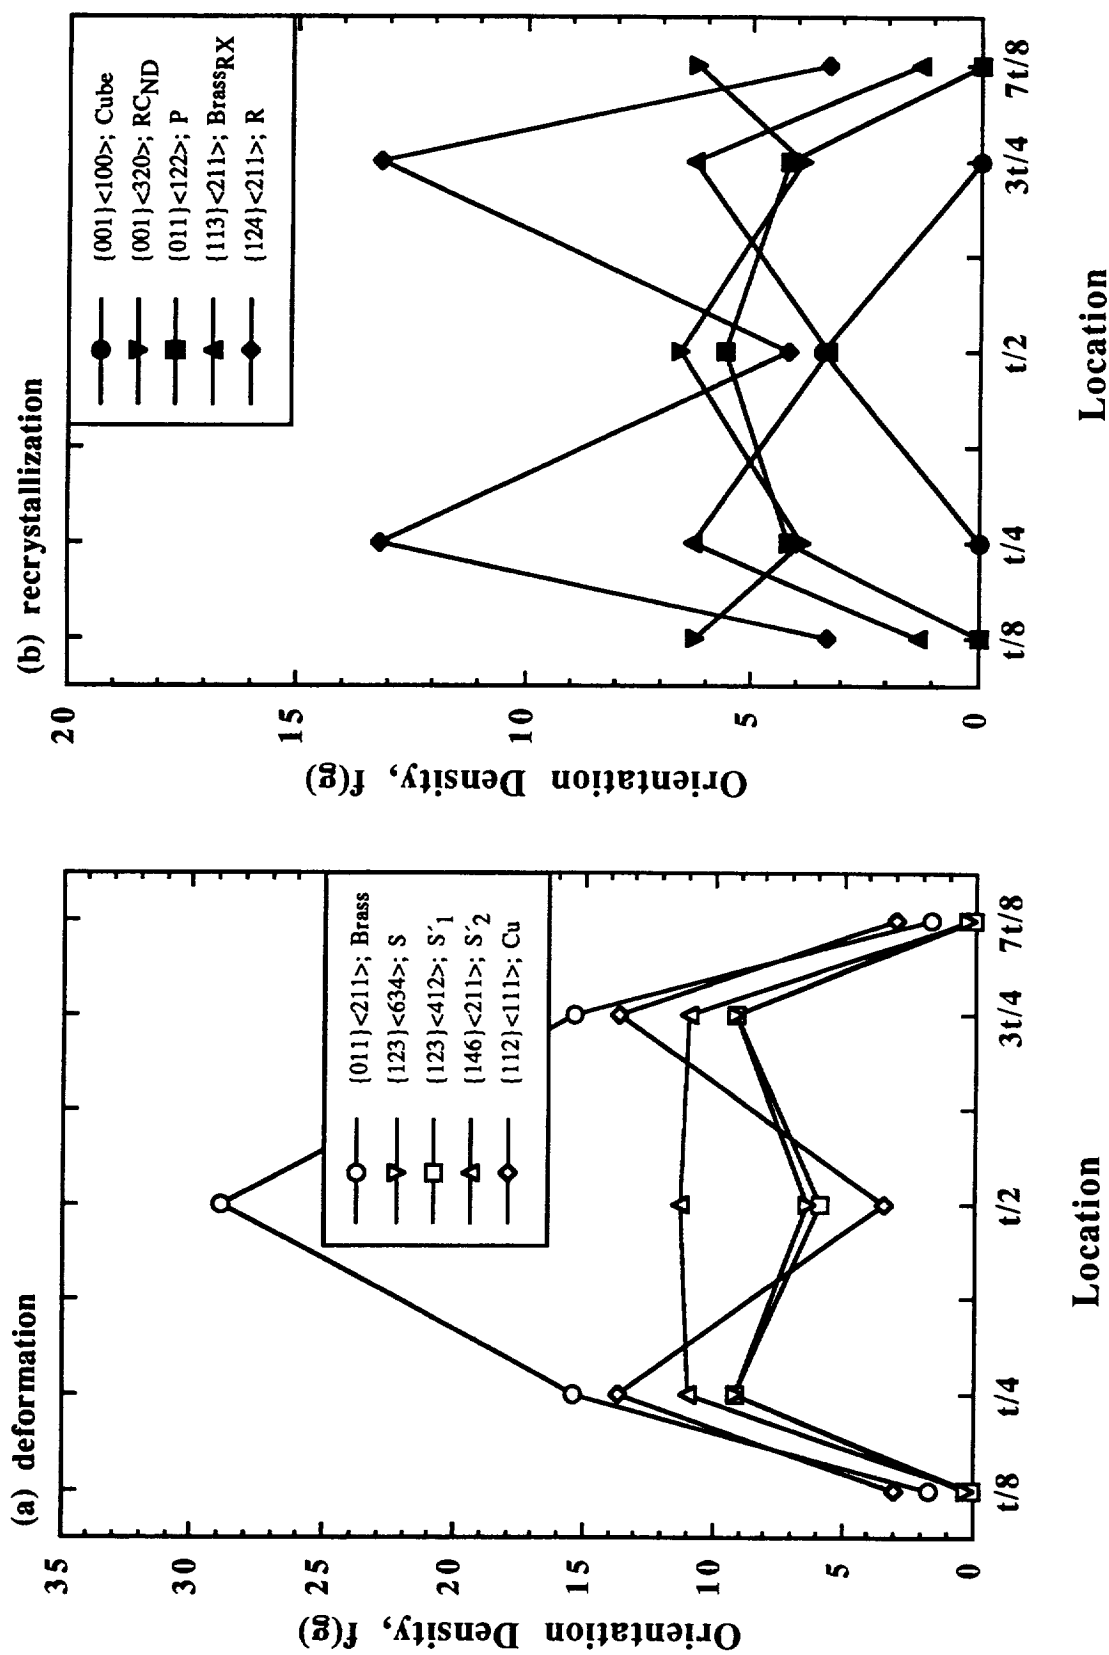 (a) deformation
35
30
25
20
15
10
5
0
Orientation Density, f(g)
{011}<211>; Brass
{123}<634>; S
{123}<412>; S´1
{146}<211>; S´2
{112}<111>; Cu
t/8
t/4
t/2
3t/4
7t/8
Location
(b) recrystallization
20
15
10
5
0
Orientation Density, f(g)
{001}<100>; Cube
{001}<320>; RCND
{011}<122>; P
{113}<211>; BrassRX
{124}<211>; R
t/8
t/4
t/2
3t/4
7t/8
Location